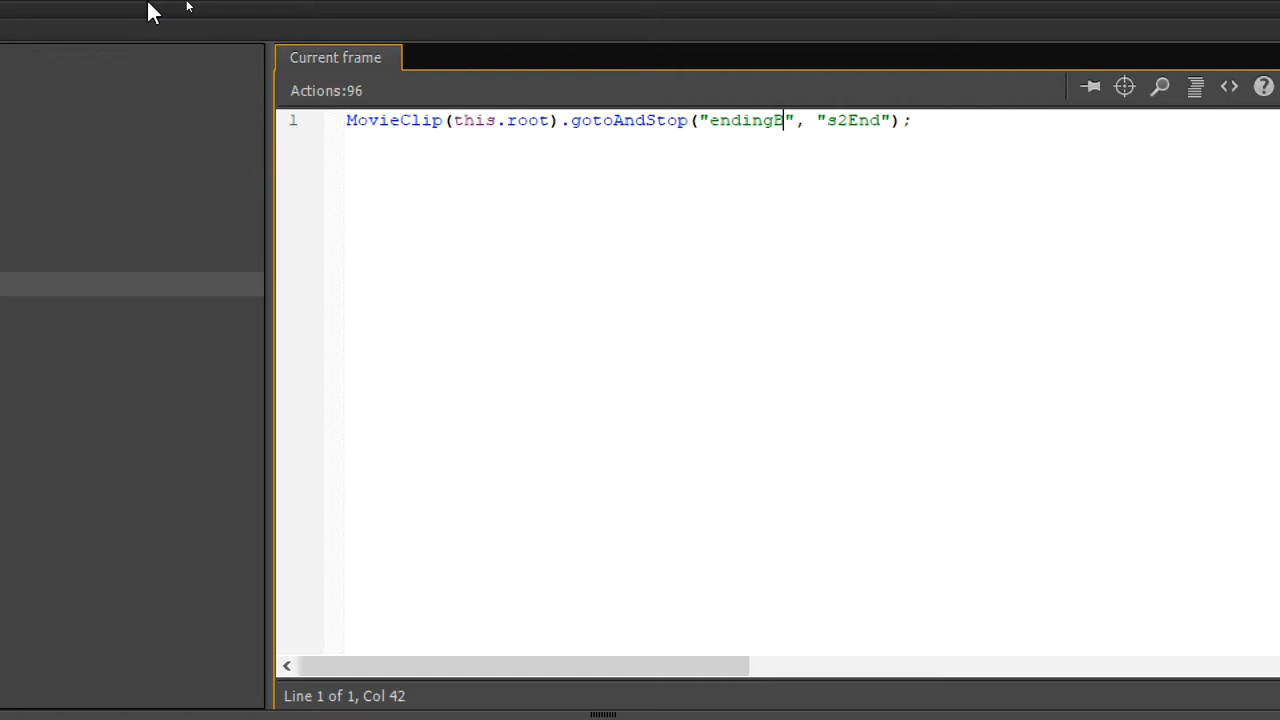 Current frame
Actions:96
1 MovieClip(this.root).gotoAndStop("endingB", "s2End");
Line 1 of 1, Col 42